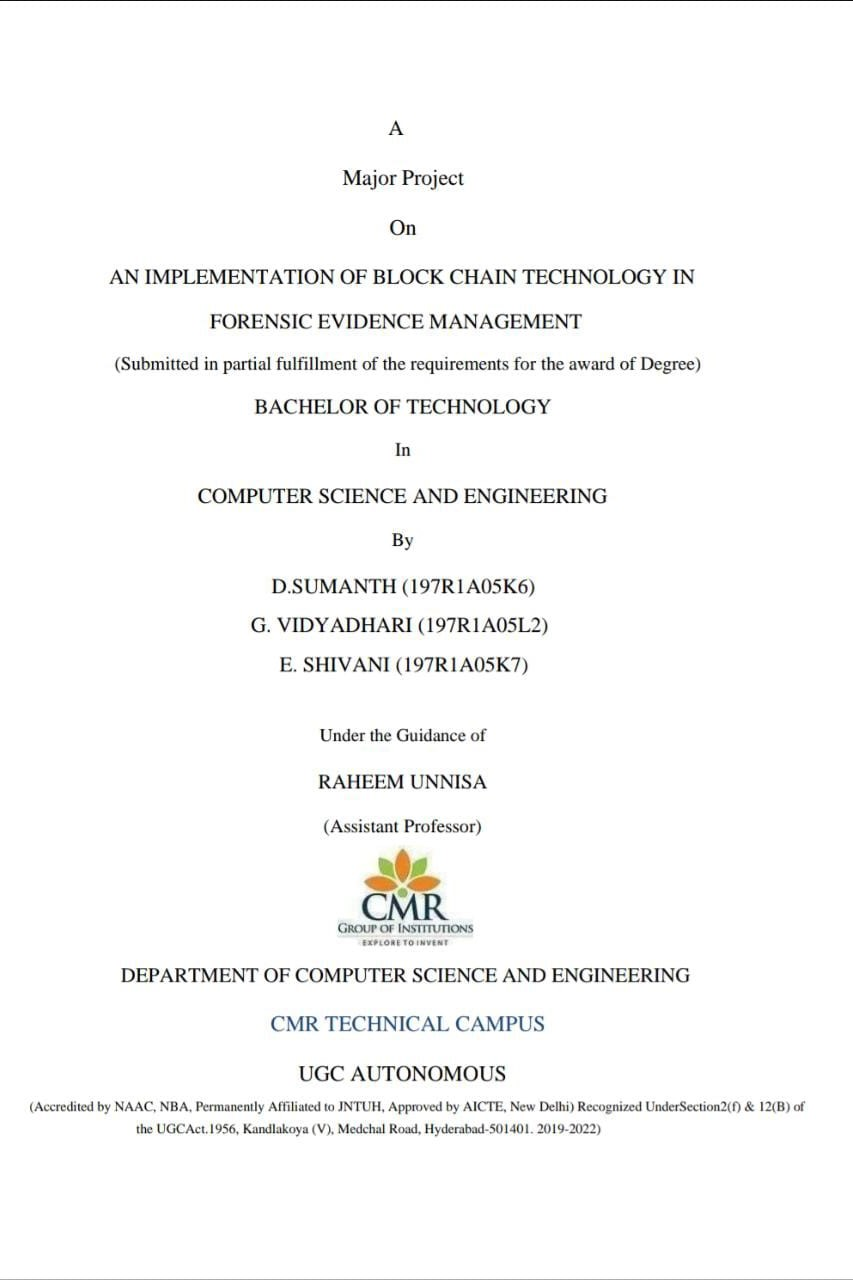 A
Major Project
On
AN IMPLEMENTATION OF BLOCK CHAIN TECHNOLOGY IN
FORENSIC EVIDENCE MANAGEMENT
(Submitted in partial fulfillment of the requirements for the award of Degree)
BACHELOR OF TECHNOLOGY
In
COMPUTER SCIENCE AND ENGINEERING
By
D.SUMANTH (197R1A05K6)
G. VIDYADHARI (197R1A05L2)
E. SHIVANI (197R1A05K7)
Under the Guidance of
RAHEEM UNNISA
(Assistant Professor)
CMR
GROUP OF INSTITUTIONS
EXPLORE TO INVENT
DEPARTMENT OF COMPUTER SCIENCE AND ENGINEERING
CMR TECHNICAL CAMPUS
UGC AUTONOMOUS
(Accredited by NAAC, NBA, Permanently Affiliated to JNTUH, Approved by AICTE, New Delhi) Recognized UnderSection2(f) & 12(B) of
the UGCAct.1956, Kandlakoya (V), Medchal Road, Hyderabad-501401. 2019-2022)